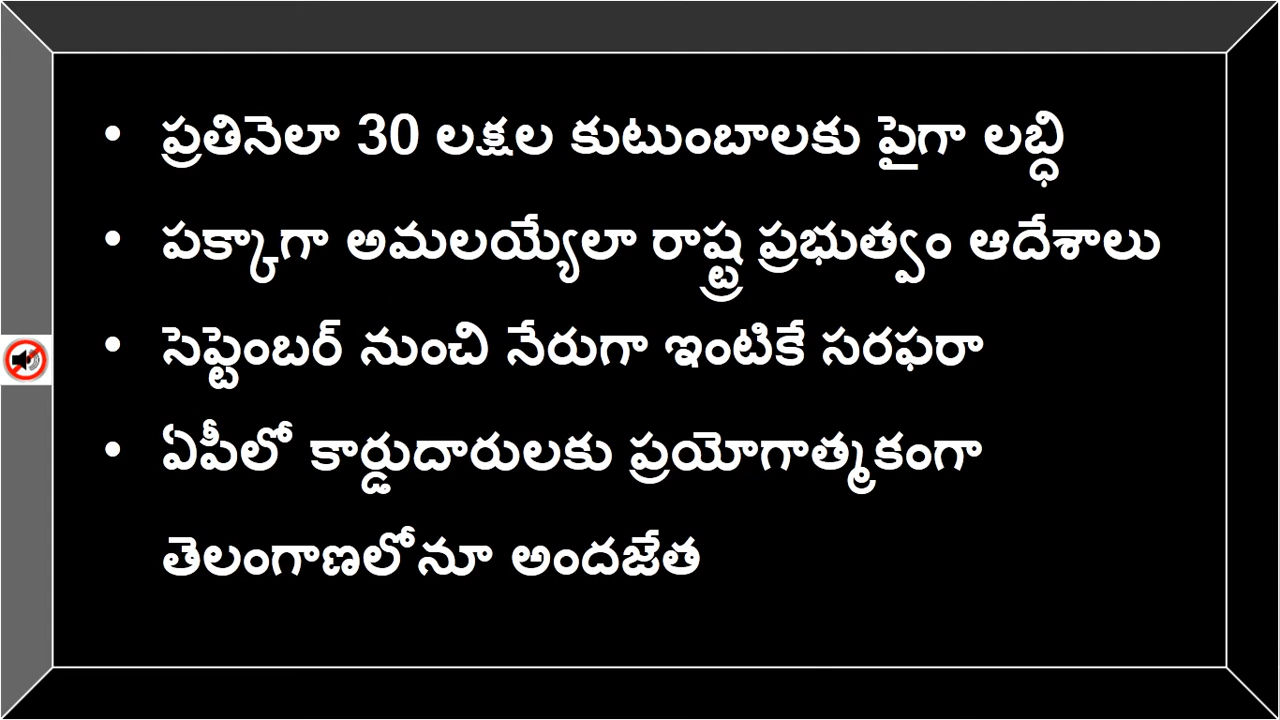 • ప్రతినెలా 30 లక్షల కుటుంబాలకు పైగా లబ్ధి
• పక్కాగా అమలయ్యేలా రాష్ట్ర ప్రభుత్వం ఆదేశాలు
• సెప్టెంబర్ నుంచి నేరుగా ఇంటికే సరఫరా
• ఏపీలో కార్డుదారులకు ప్రయోగాత్మకంగా
తెలంగాణలోనూ అందజేత